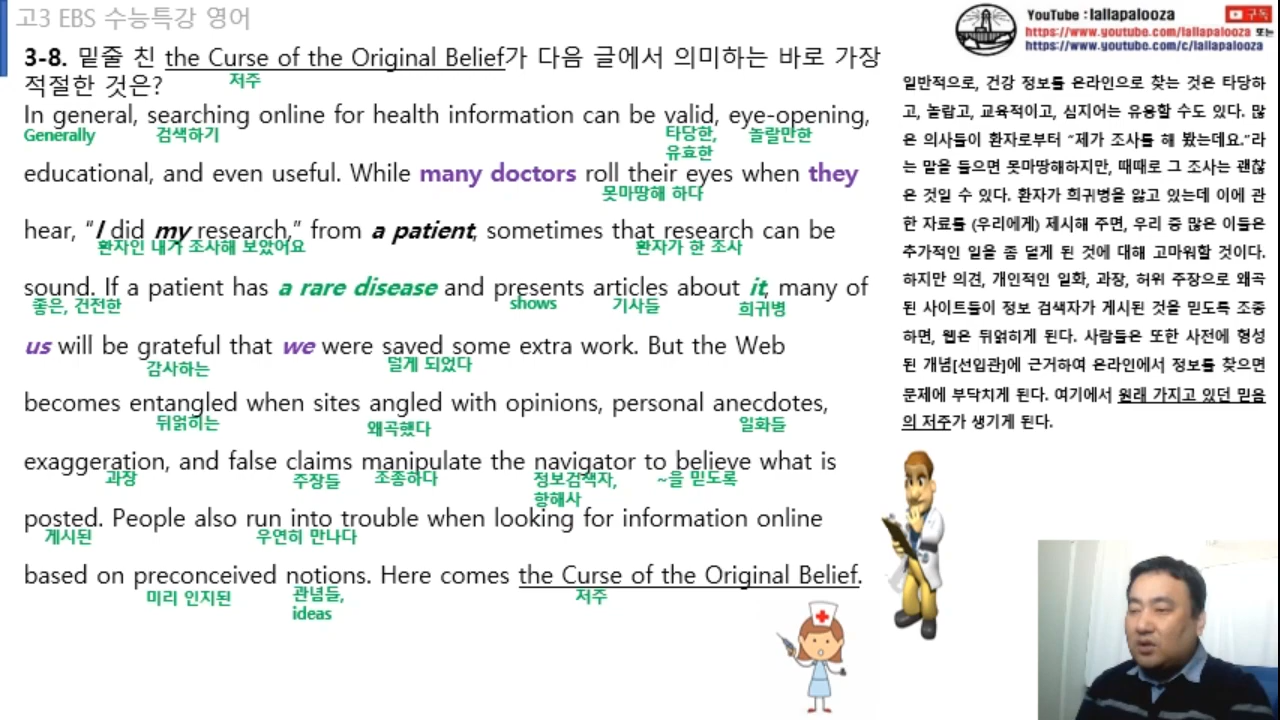 고3 EBS 수능특강 영어
3-8. 밑줄 친 the Curse of the Original Belief가 다음 글에서 의미하는 바로 가장
저주
적절한 것은?
In general, searching online for health information can be valid, eye-opening,
Generally 검색하기 타당한, 놀랄만한
유효한
educational, and even useful. While many doctors roll their eyes when they
못마땅해 하다
hear, “I did my research,” from a patient, sometimes that research can be
환자인 내가 조사해 보았어요 환자가 한 조사
sound. If a patient has a rare disease and presents articles about it, many of
좋은, 건전한 shows 기사들 희귀병
us will be grateful that we were saved some extra work. But the Web
감사하는 덜게 되었다
becomes entangled when sites angled with opinions, personal anecdotes,
뒤얽히는 왜곡했다 일화들
exaggeration, and false claims manipulate the navigator to believe what is
과장 주장들 조종하다 정보검색자, ~을 믿도록
항해사
posted. People also run into trouble when looking for information online
게시된 우연히 만나다
based on preconceived notions. Here comes the Curse of the Original Belief.
미리 인지된 관념들, 저주
ideas
YouTube : lallapalooza 구독
https://www.youtube.com/lallapalooza 또는
https://www.youtube.com/c/lallapalooza
일반적으로, 건강 정보를 온라인으로 찾는 것은 타당하
고, 놀랍고, 교육적이고, 심지어는 유용할 수도 있다. 많
은 의사들이 환자로부터 “제가 조사를 해 봤는데요.”라
는 말을 들으면 못마땅해하지만, 때때로 그 조사는 괜찮
은 것일 수 있다. 환자가 희귀병을 앓고 있는데 이에 관
한 자료를 (우리에게) 제시해 주면, 우리 중 많은 이들은
추가적인 일을 좀 덜게 된 것에 대해 고마워할 것이다.
하지만 의견, 개인적인 일화, 과장, 허위 주장으로 왜곡
된 사이트들이 정보 검색자가 게시된 것을 믿도록 조종
하면, 웹은 뒤얽히게 된다. 사람들은 또한 사전에 형성
된 개념[선입관]에 근거하여 온라인에서 정보를 찾으면
문제에 부닥치게 된다. 여기에서 원래 가지고 있던 믿음
의 저주가 생기게 된다.